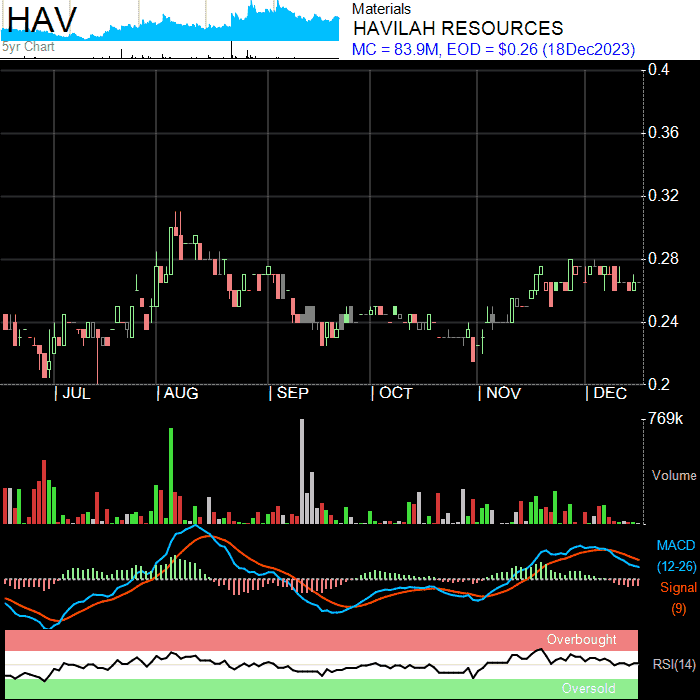 HAV
5yr Chart
Materials
HAVILAH RESOURCES
MC = 83.9M, EOD = $0.26 (18Dec2023)
0.4
0.36
0.32
0.28
0.24
0.2
JUL AUG SEP OCT NOV DEC
769k
Volume
MACD
(12-26)
Signal
(9)
Overbought
RSI(14)
Oversold